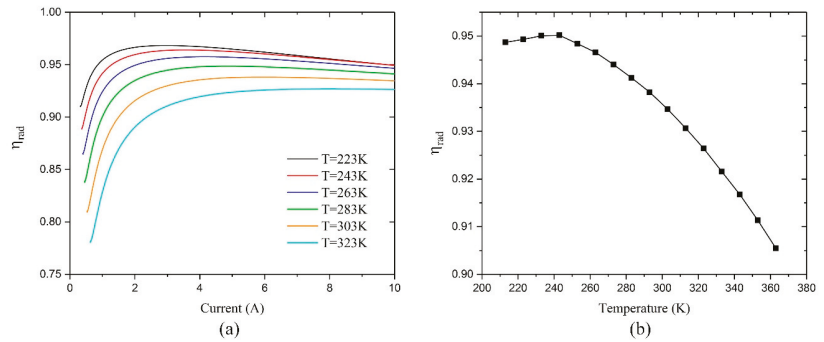 1.00
0.95
0.90
0.85
0.80
0.75
η_rad
T=223K
T=243K
T=263K
T=283K
T=303K
T=323K
0 2 4 6 8 10
Current (A)
(a)
0.95
0.94
0.93
0.92
0.91
0.90
η_rad
200 220 240 260 280 300 320 340 360 380
Temperature (K)
(b)